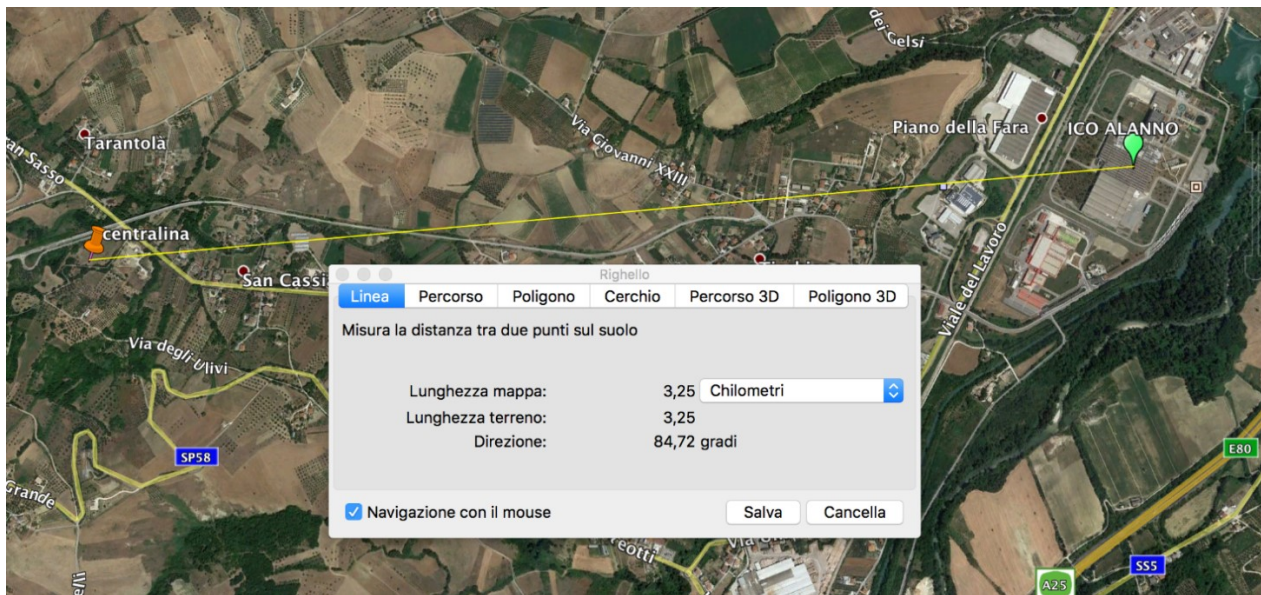 dei Gelsi
Tarantolà
Via Giovanni XXIII
Piano della Fara
ICO ALANNO
centralina
San Cassi
Viale del Lavoro
Via degli Ulivi
SP58
Grande
Righello
Linea
Percorso
Poligono
Cerchio
Percorso 3D
Poligono 3D
Misura la distanza tra due punti sul suolo
Lunghezza mappa: 3,25 Chilometri
Lunghezza terreno: 3,25
Direzione: 84,72 gradi
Navigazione con il mouse
Salva
Cancella
E80
SS5
A25